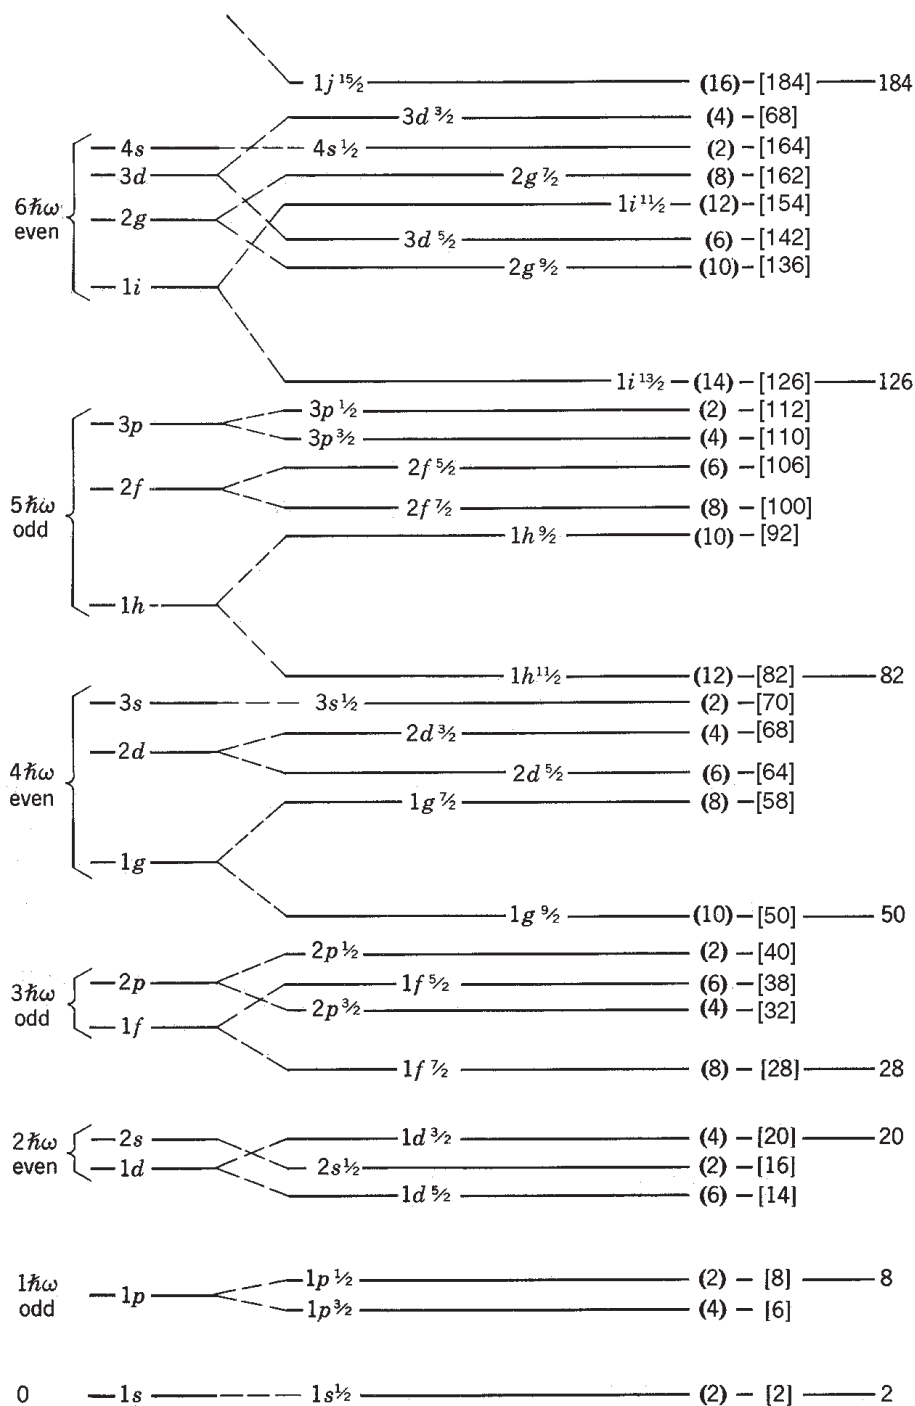 1j 15/2 (16) – [184] 184
3d 3/2 (4) – [68]
4s 4s ½ (2) – [164]
3d 2g 7/2 (8) – [162]
6ħω even 1i 11/2 (12) – [154]
2g 3d 5/2 (6) – [142]
2g 9/2 (10) – [136]
1i
1i 13/2 (14) – [126] 126
3p 3p ½ (2) – [112]
3p 3/2 (4) – [110]
2f 2f 5/2 (6) – [106]
5ħω odd 2f 7/2 (8) – [100]
1h 9/2 (10) – [92]
1h
1h 11/2 (12) – [82] 82
3s 3s ½ (2) – [70]
2d 2d 3/2 (4) – [68]
4ħω even 2d 5/2 (6) – [64]
1g 7/2 (8) – [58]
1g
1g 9/2 (10) – [50] 50
2p ½ (2) – [40]
3ħω odd 2p 1f 5/2 (6) – [38]
2p 3/2 (4) – [32]
1f
1f 7/2 (8) – [28] 28
2ħω even 2s 1d 3/2 (4) – [20] 20
1d 2s ½ (2) – [16]
1d 5/2 (6) – [14]
1ħω odd 1p 1p ½ (2) – [8] 8
1p 3/2 (4) – [6]
0 1s 1s ½ (2) – [2] 2